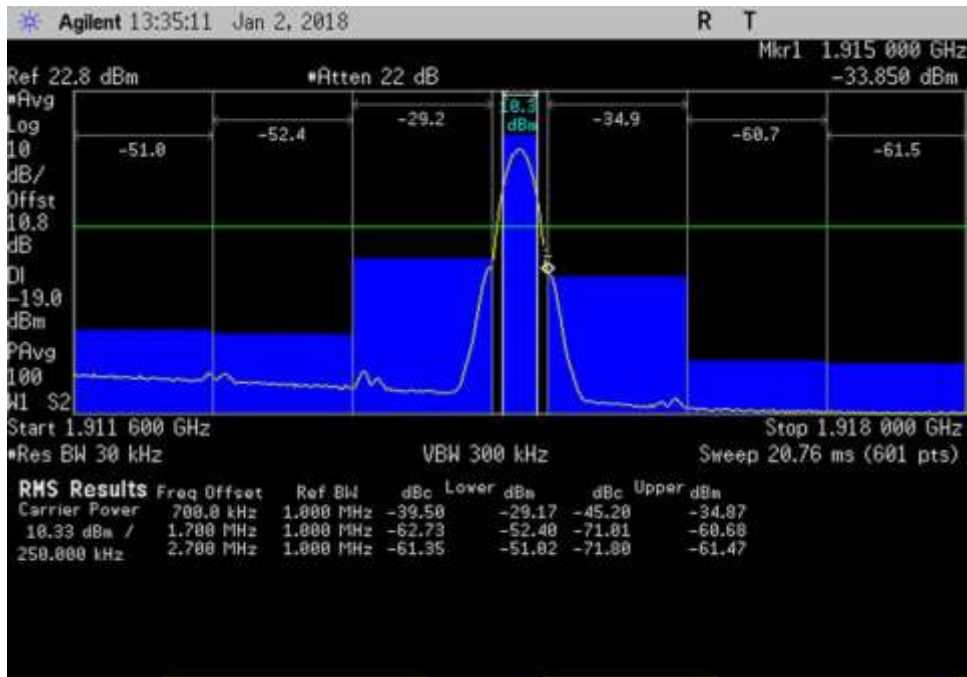 Agilent 13:35:11 Jan 2, 2018 R T
Mkr1 1.915 000 GHz
Ref 22.8 dBm #Atten 22 dB -33.850 dBm
#Avg
Log
10
dB/
Offst
10.8
dB
DI
-19.0
dBm
PAvg
100
W1 S2
-51.0 -52.4 -29.2 10.3 dBm -34.9 -60.7 -61.5
Start 1.911 600 GHz Stop 1.918 000 GHz
#Res BW 30 kHz VBW 300 kHz Sweep 20.76 ms (601 pts)
RMS Results Freq Offset Ref BW dBc Lower dBm dBc Upper dBm
Carrier Power 700.0 kHz 1.000 MHz -39.50 -29.17 -45.20 -34.87
10.33 dBm / 1.700 MHz 1.000 MHz -62.73 -52.40 -71.01 -60.68
250.000 kHz 2.700 MHz 1.000 MHz -61.35 -51.02 -71.80 -61.47